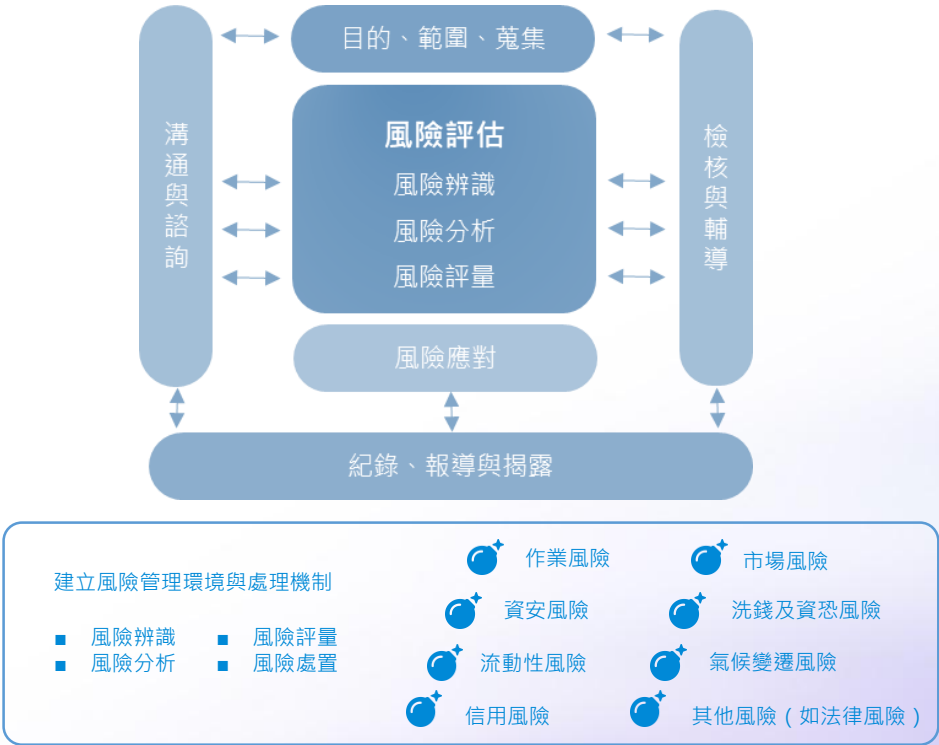 目的、範圍、蒐集
溝通與諮詢
風險評估
風險辨識
風險分析
風險評量
檢核與輔導
風險應對
紀錄、報導與揭露
建立風險管理環境與處理機制
■ 風險辨識 ■ 風險評量
■ 風險分析 ■ 風險處置
作業風險 市場風險
資安風險 洗錢及資恐風險
流動性風險 氣候變遷風險
信用風險 其他風險(如法律風險)